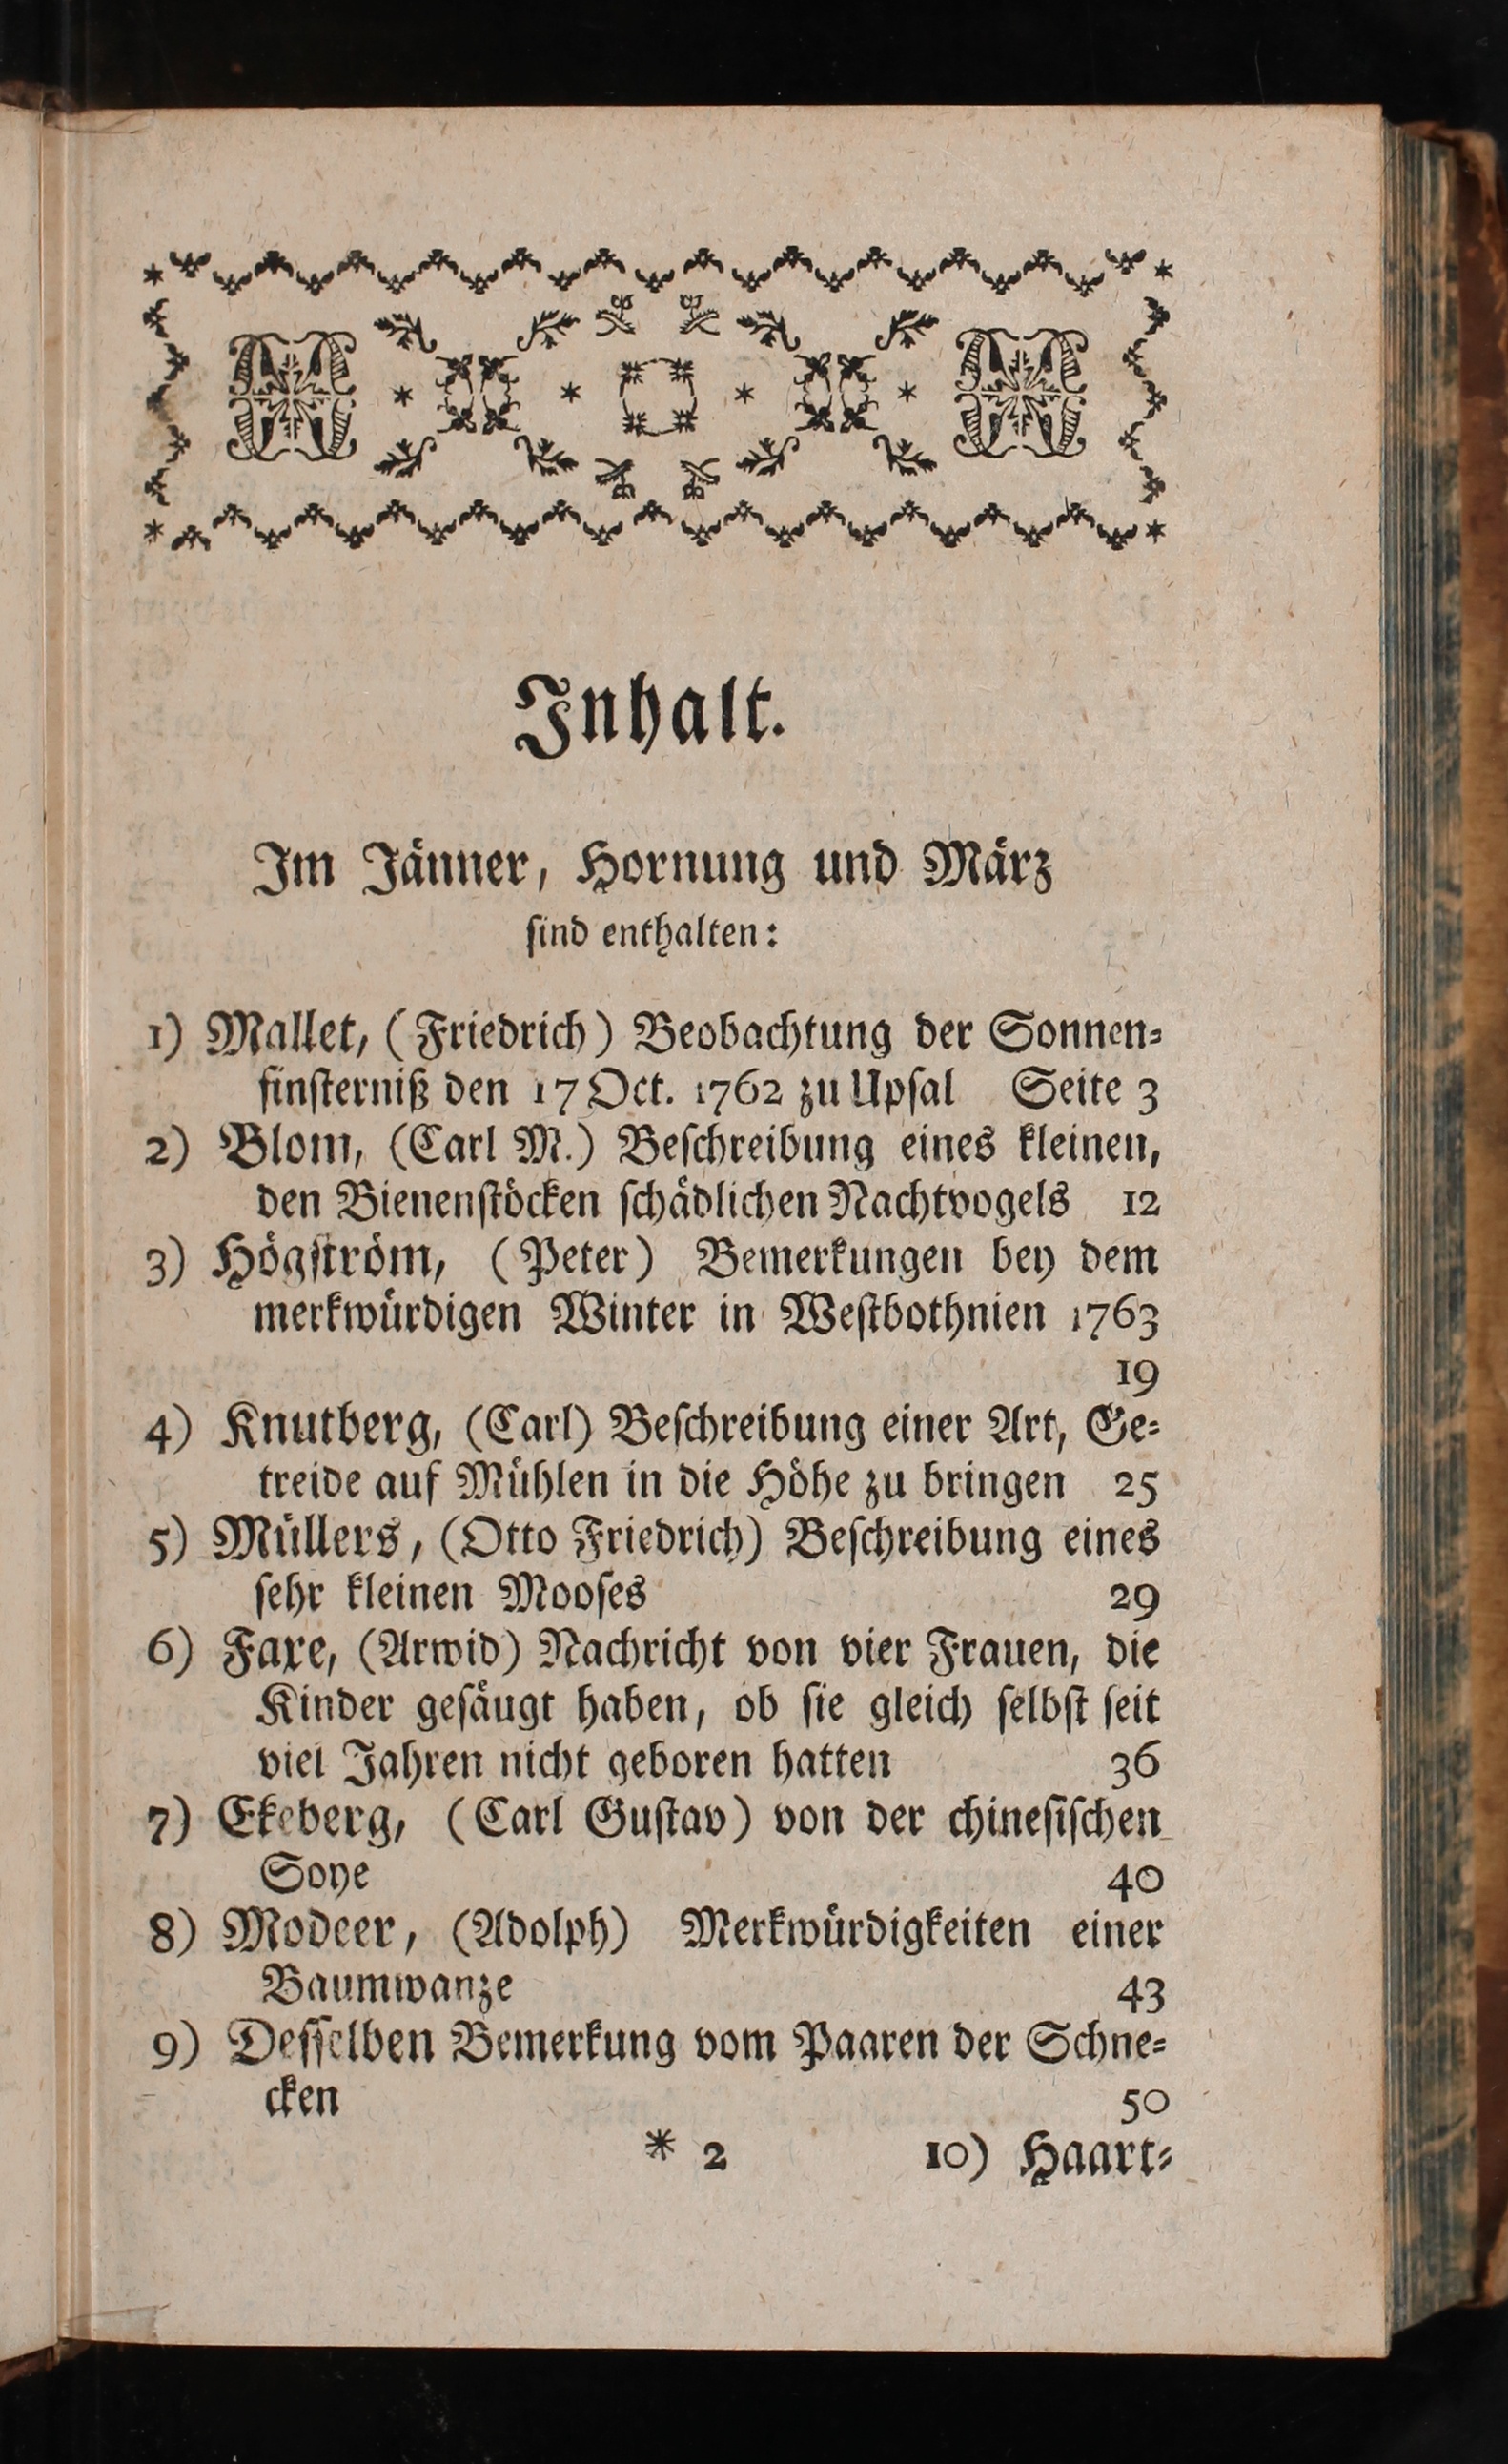 Inhalt.
Im Jänner, Hornung und März
sind enthalten:
1) Mallet, (Friedrich) Beobachtung der Sonnen-
finsterniß den 17 Oct. 1762 zu Upsal Seite 3
2) Blom, (Carl M.) Beschreibung eines kleinen,
den Bienenstöcken schädlichen Nachtvogels 12
3) Högström, (Peter) Bemerkungen bey dem
merkwürdigen Winter in Westbothnien 1763
19
4) Knutberg, (Carl) Beschreibung einer Art, Ge-
treide auf Mühlen in die Höhe zu bringen 25
5) Müllers, (Otto Friedrich) Beschreibung eines
sehr kleinen Mooses 29
6) Faxe, (Arwid) Nachricht von vier Frauen, die
Kinder gesäugt haben, ob sie gleich selbst seit
viel Jahren nicht geboren hatten 36
7) Ekeberg, (Carl Gustav) von der chinesischen
Soye 40
8) Modeer, (Adolph) Merkwürdigkeiten einer
Baumwanze 43
9) Desselben Bemerkung vom Paaren der Schne-
cken 50
* 2 10) Haart-